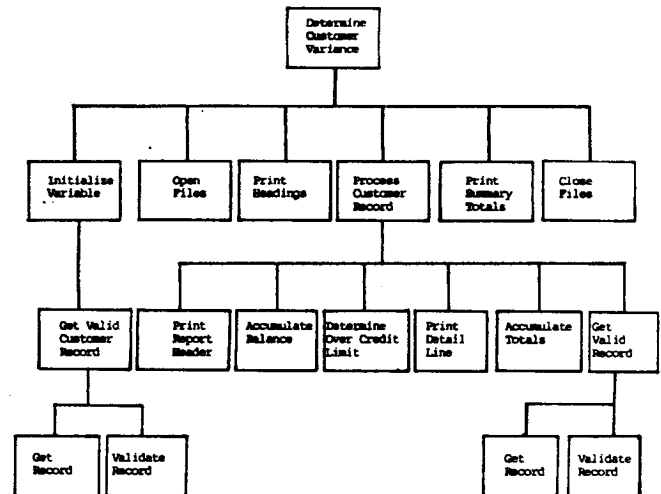 Determine
Customer
Variance
Initialize
Variable
Open
Files
Print
Headings
Process
Customer
Record
Print
Summary
Totals
Close
Files
Get Valid
Customer
Record
Print
Report
Header
Accumulate
Balance
Determine
Over Credit
Limit
Print
Detail
Line
Accumulate
Totals
Get
Valid
Record
Get
Record
Validate
Record
Get
Record
Validate
Record